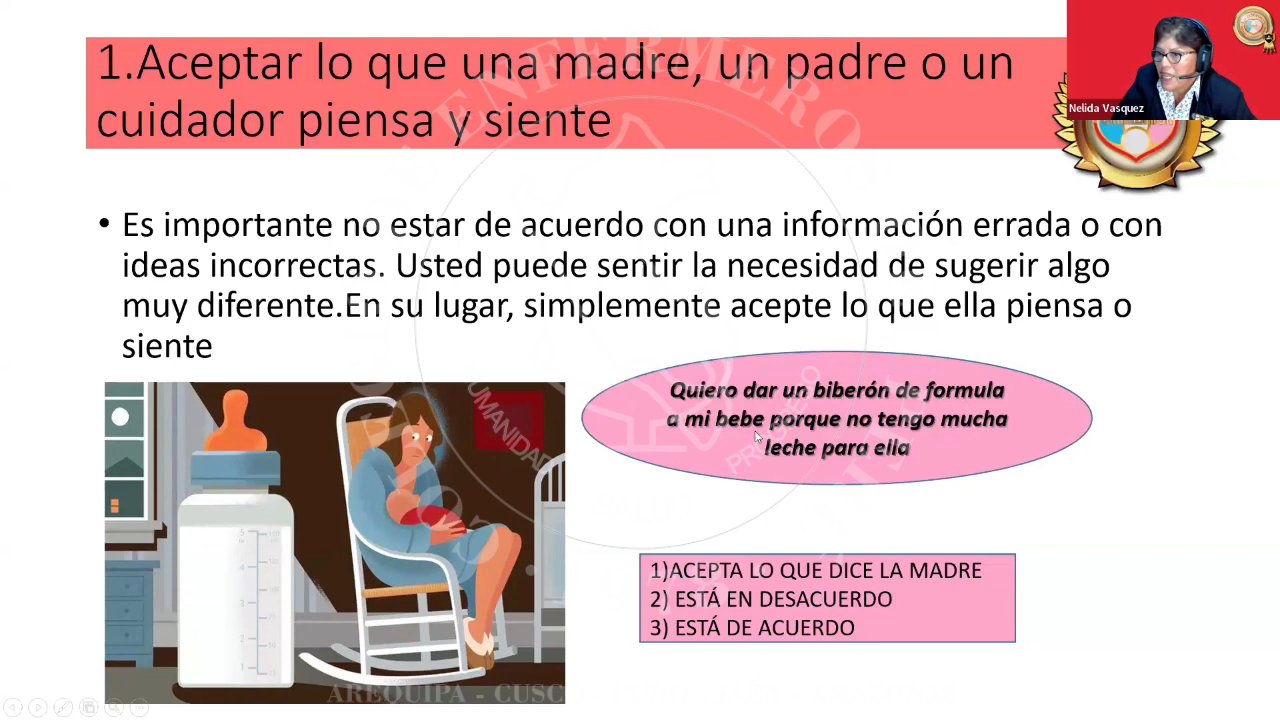 1.Aceptar lo que una madre, un padre o un
cuidador piensa y siente
Nelida Vasquez
• Es importante no estar de acuerdo con una información errada o con
ideas incorrectas. Usted puede sentir la necesidad de sugerir algo
muy diferente.En su lugar, simplemente acepte lo que ella piensa o
siente
Quiero dar un biberón de formula
a mi bebe porque no tengo mucha
leche para ella
1)ACEPTA LO QUE DICE LA MADRE
2) ESTÁ EN DESACUERDO
3) ESTÁ DE ACUERDO
ENFERMEROS
AREQUIPA - CUSC